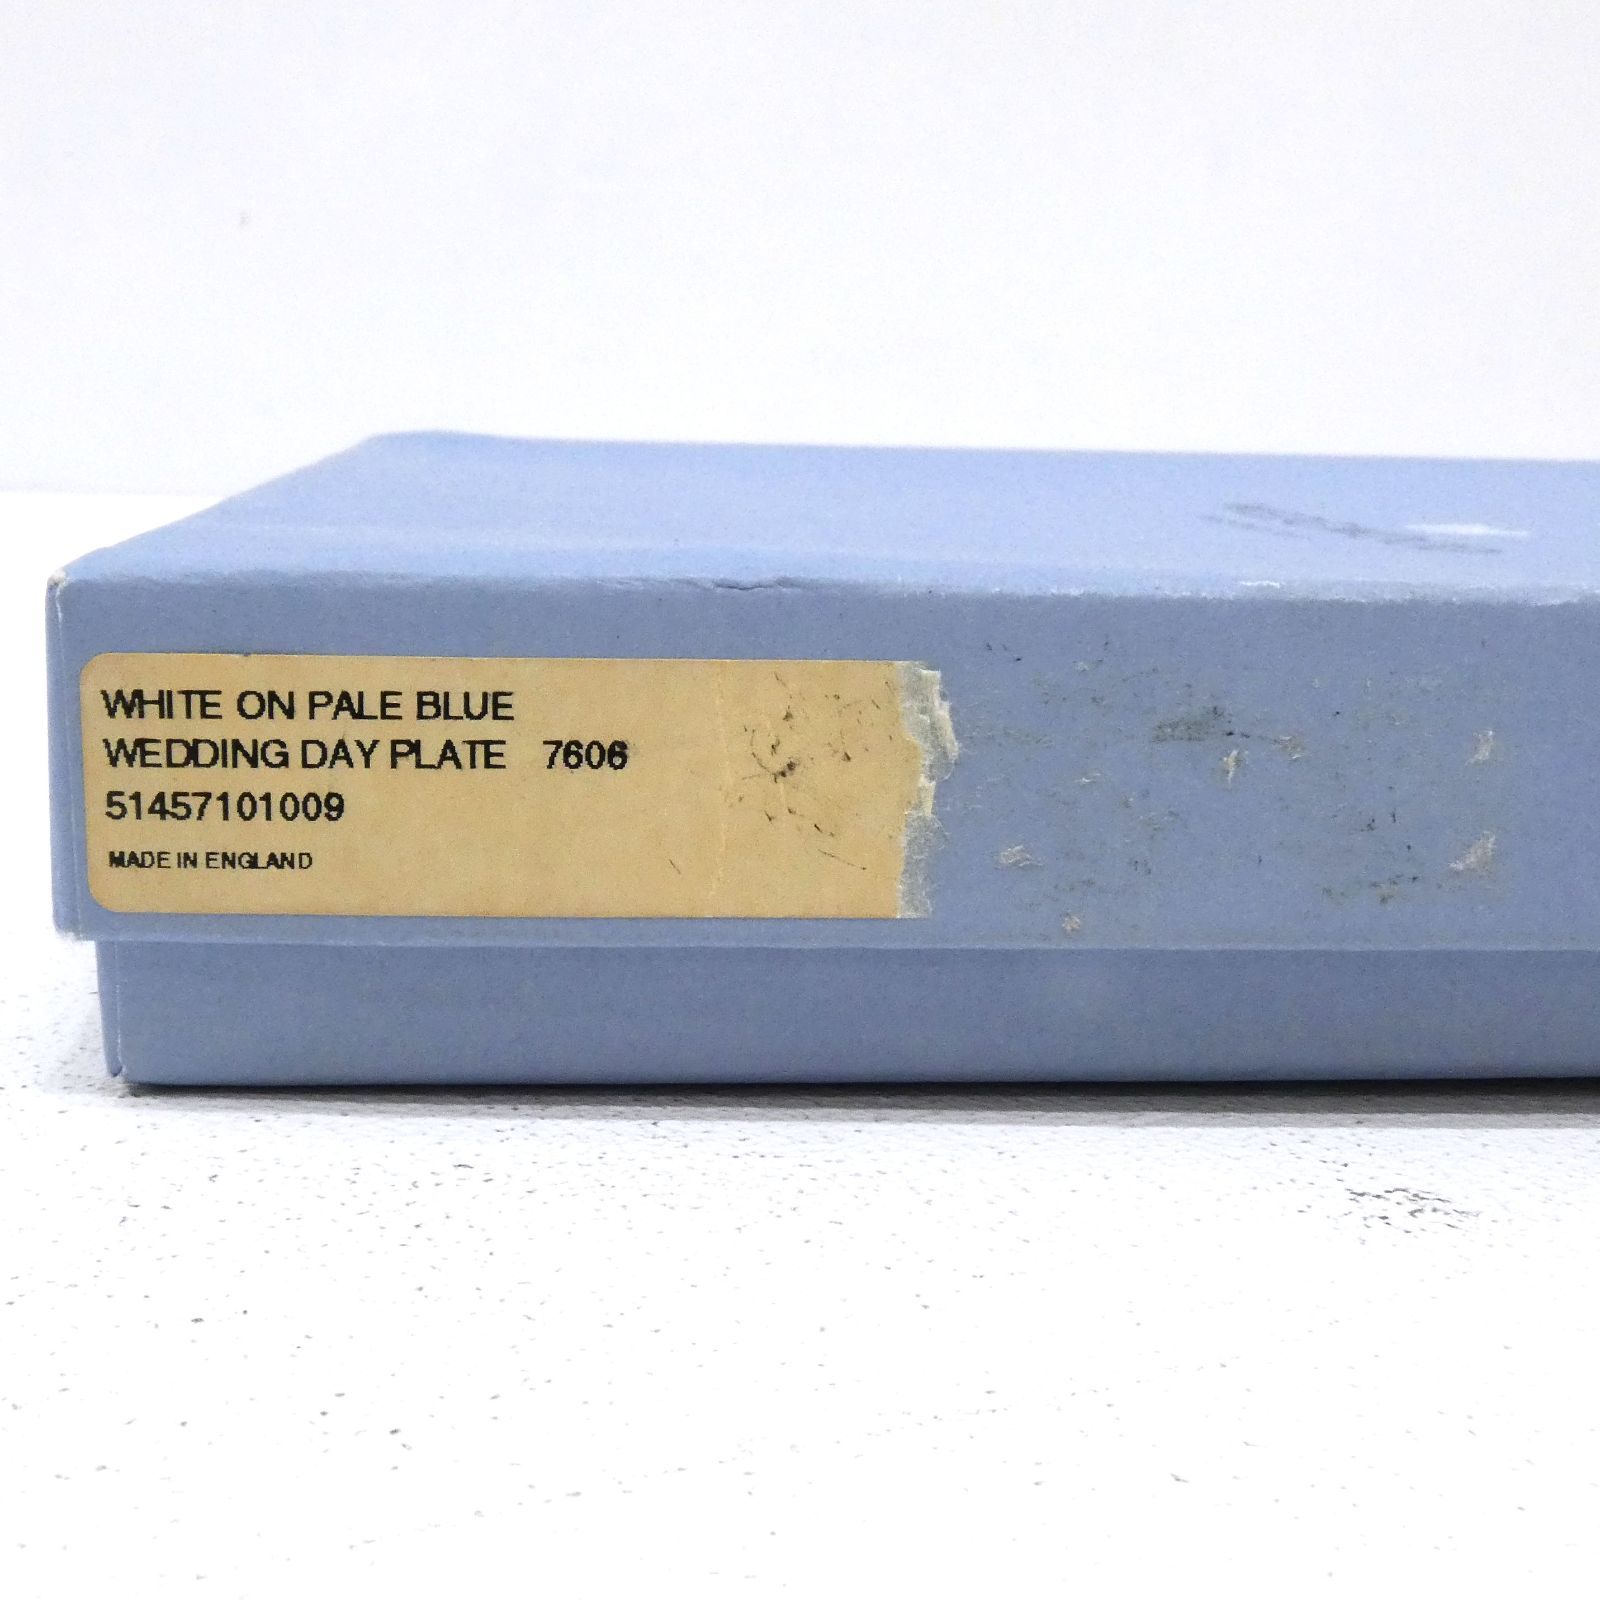 WHITE ON PALE BLUE
WEDDING DAY PLATE 7606
51457101009
MADE IN ENGLAND